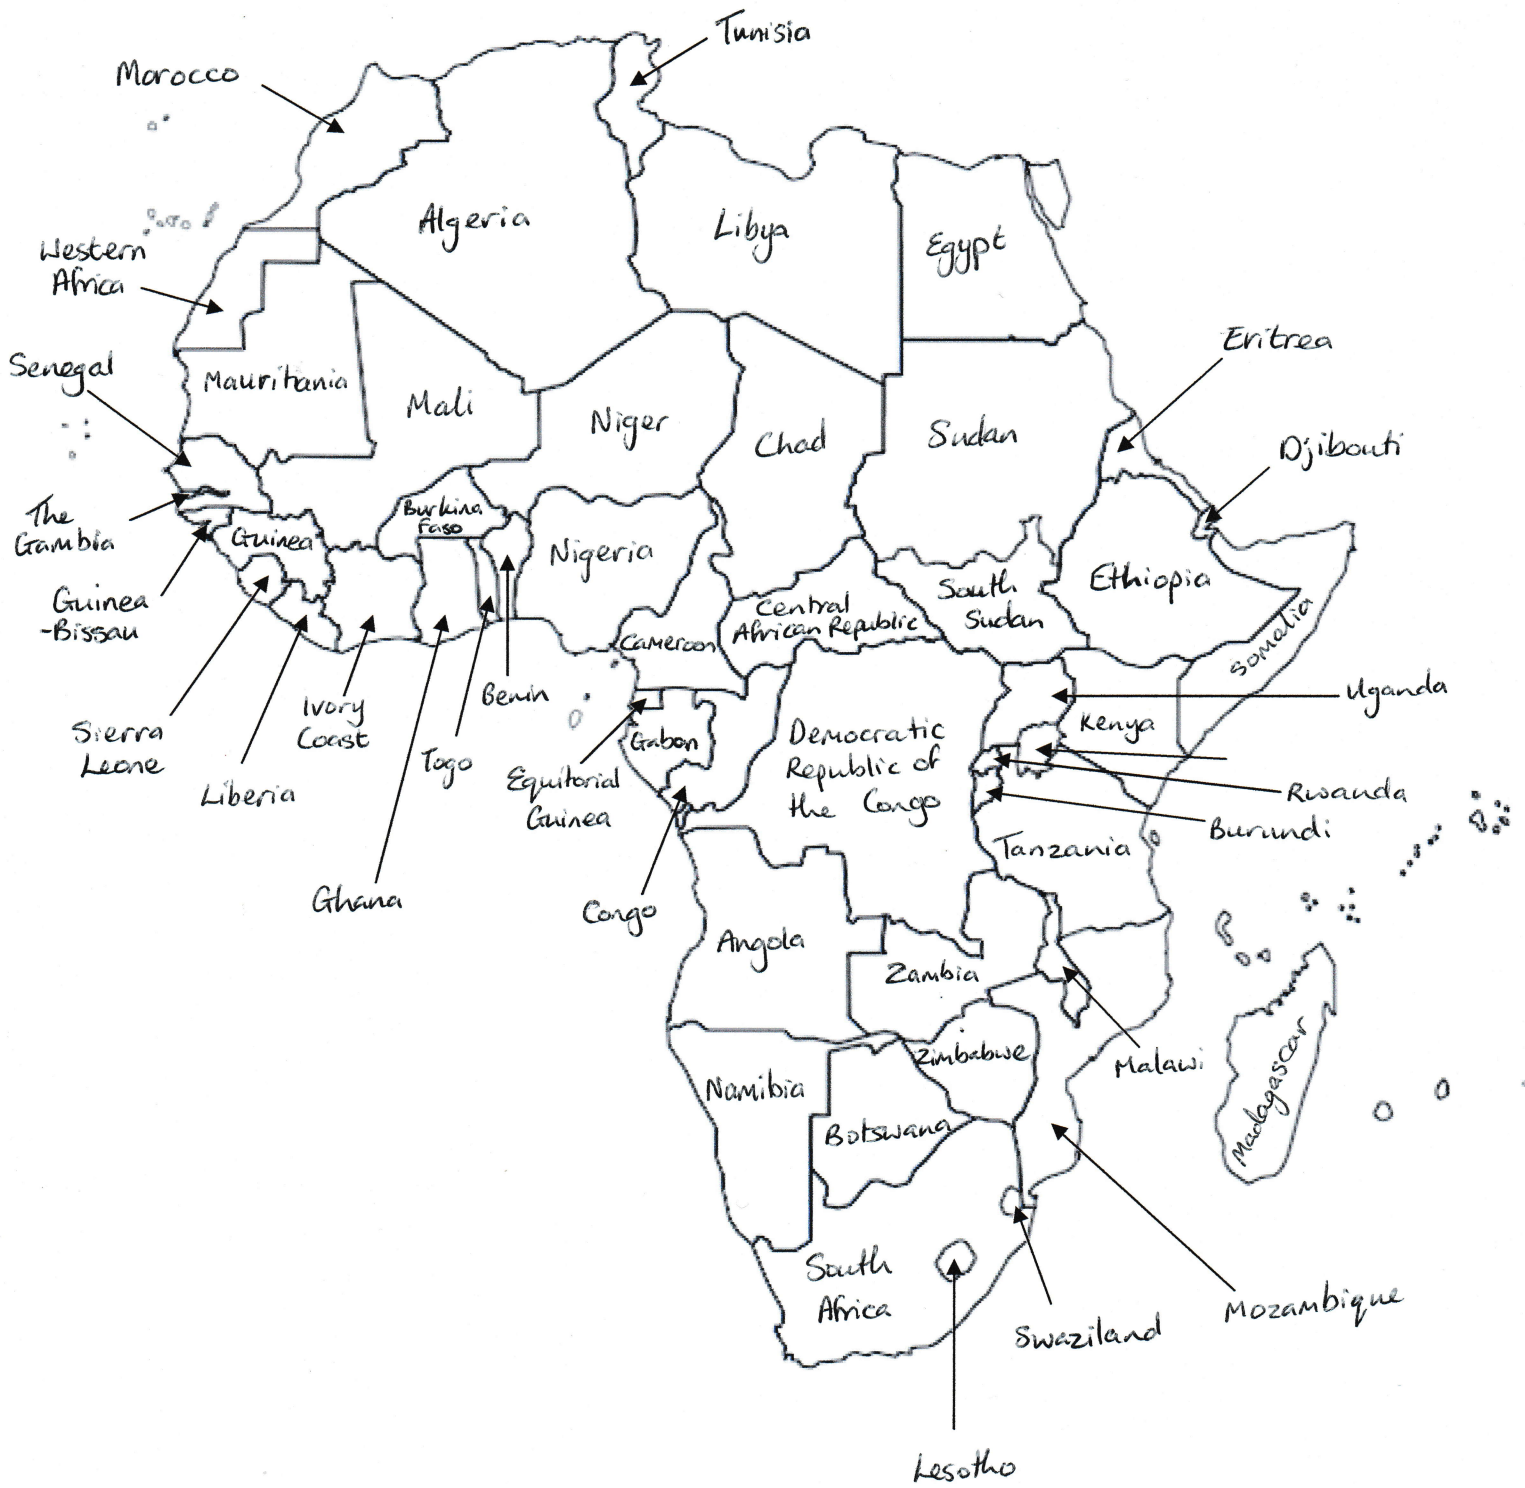 Tunisia
Morocco
Algeria
Libya
Egypt
Western
Africa
Eritrea
Senegal
Mauritania
Mali
Niger
Chad
Sudan
Djibouti
The
Gambia
Burkina
Faso
Guinea
Nigeria
Ethiopia
South
Sudan
Central
African Republic
Guinea
-Bissau
Cameroon
Somalia
Uganda
Benin
Ivory
Coast
Sierra
Leone
Liberia
Togo
Gabon
Equitorial
Guinea
Democratic
Republic of
the Congo
Kenya
Rwanda
Burundi
Tanzania
Ghana
Congo
Angola
Zambia
Malawi
Zimbabwe
Namibia
Botswana
Madagascar
South
Africa
Mozambique
Swaziland
Lesotho